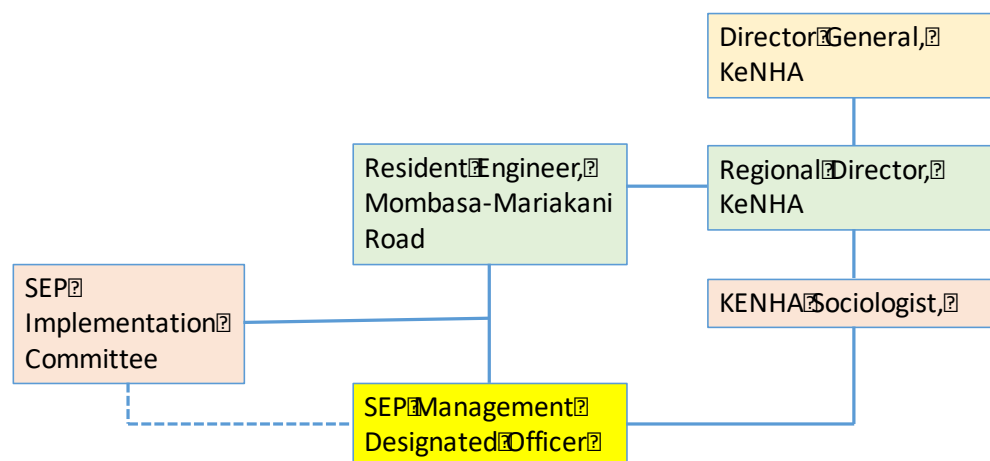 Director General,
KeNHA
Resident Engineer,
Mombasa-Mariakani
Road
Regional Director,
KeNHA
SEP
Implementation
Committee
KENHA Sociologist,
SEP Management
Designated Officer